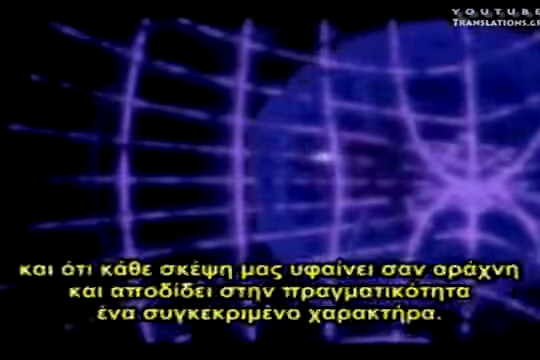 YOUTUBE
TRANSLATIONS.GR
και ότι κάθε σκέψη μας υφαίνει σαν αράχνη
και αποδίδει στην πραγματικότητα
ένα συγκεκριμένο χαρακτήρα.